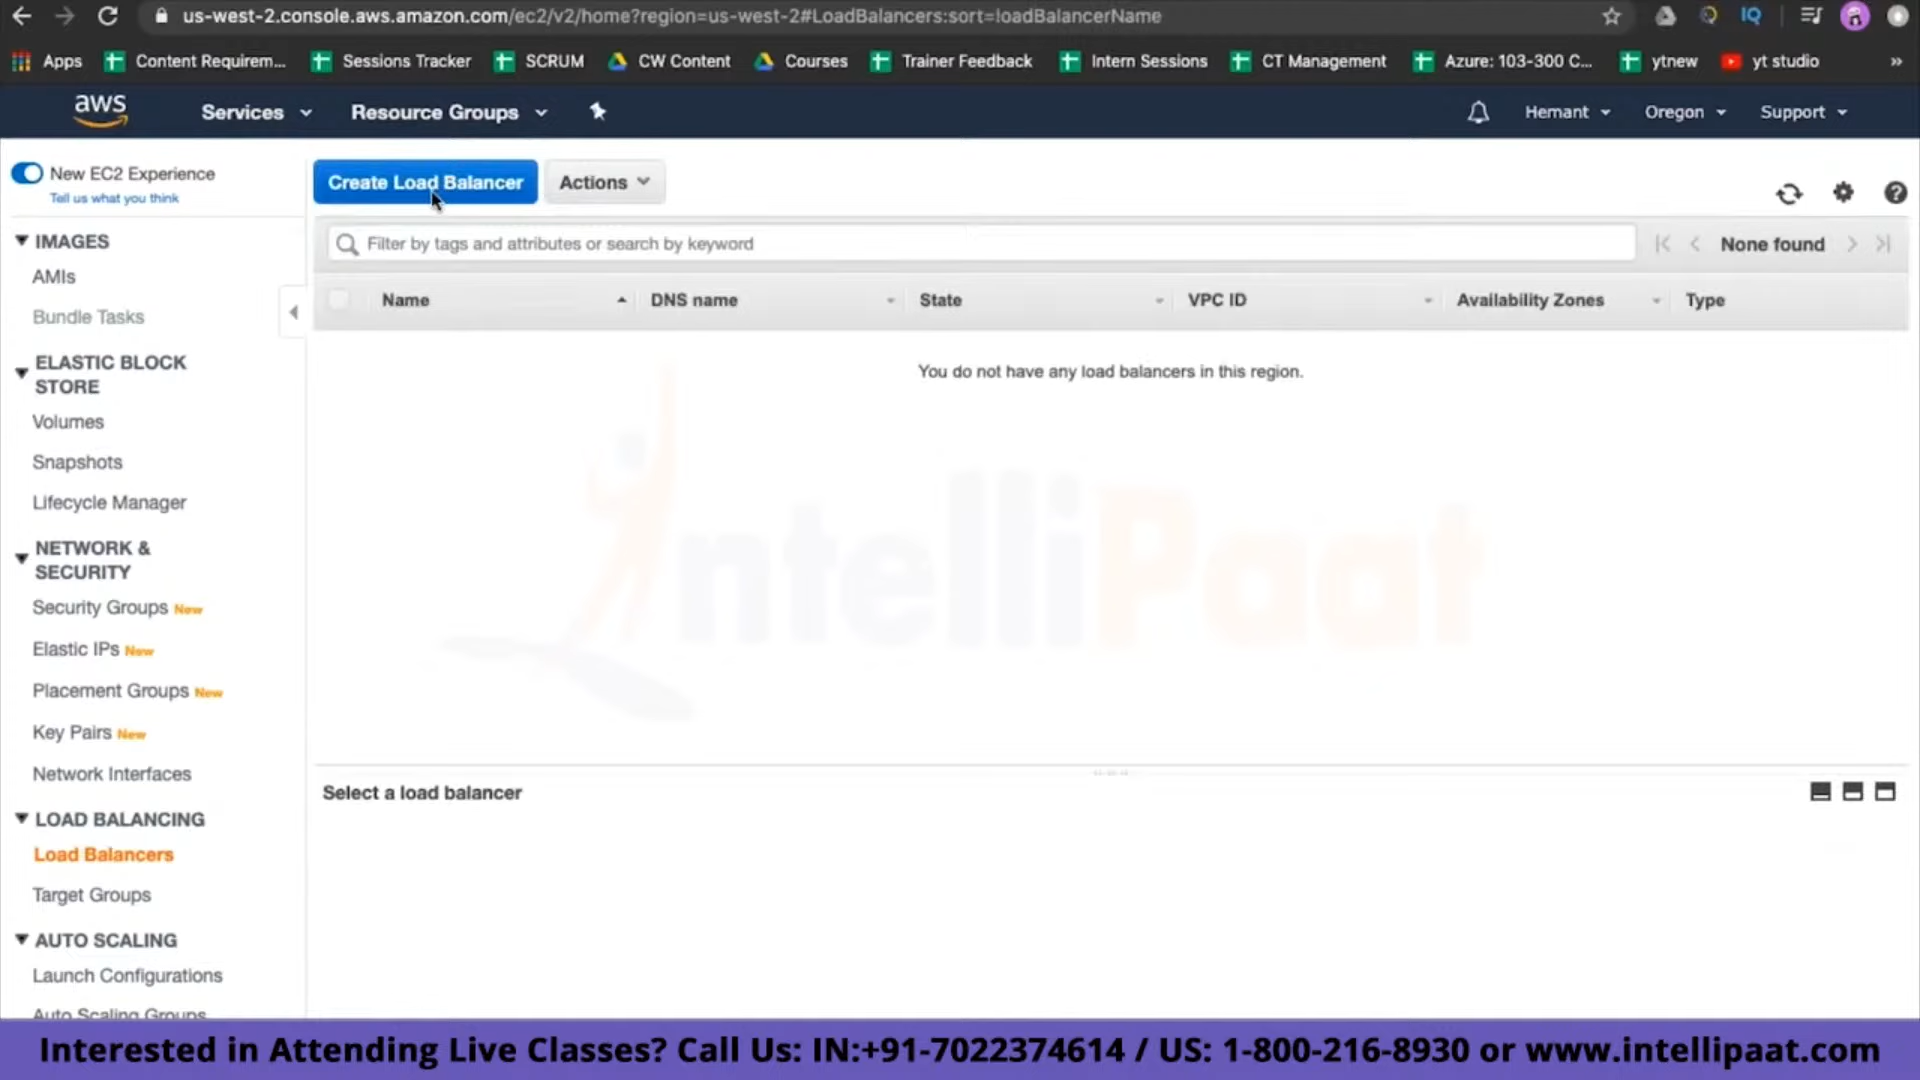 us-west-2.console.aws.amazon.com/ec2/v2/home?region=us-west-2#LoadBalancers:sort=loadBalancerName
Apps Content Requirem... Sessions Tracker SCRUM CW Content Courses Trainer Feedback Intern Sessions CT Management Azure: 103-300 C... ytnew yt studio »
aws Services Resource Groups Hemant Oregon Support
New EC2 Experience
Tell us what you think
Create Load Balancer Actions
Filter by tags and attributes or search by keyword None found
Name DNS name State VPC ID Availability Zones Type
You do not have any load balancers in this region.
IMAGES
AMIs
Bundle Tasks
ELASTIC BLOCK
STORE
Volumes
Snapshots
Lifecycle Manager
NETWORK &
SECURITY
Security Groups New
Elastic IPs New
Placement Groups New
Key Pairs New
Network Interfaces
LOAD BALANCING
Load Balancers
Target Groups
AUTO SCALING
Launch Configurations
Auto Scaling Groups
IntelliPaat
Select a load balancer
Interested in Attending Live Classes? Call Us: IN:+91-7022374614 / US: 1-800-216-8930 or www.intellipaat.com